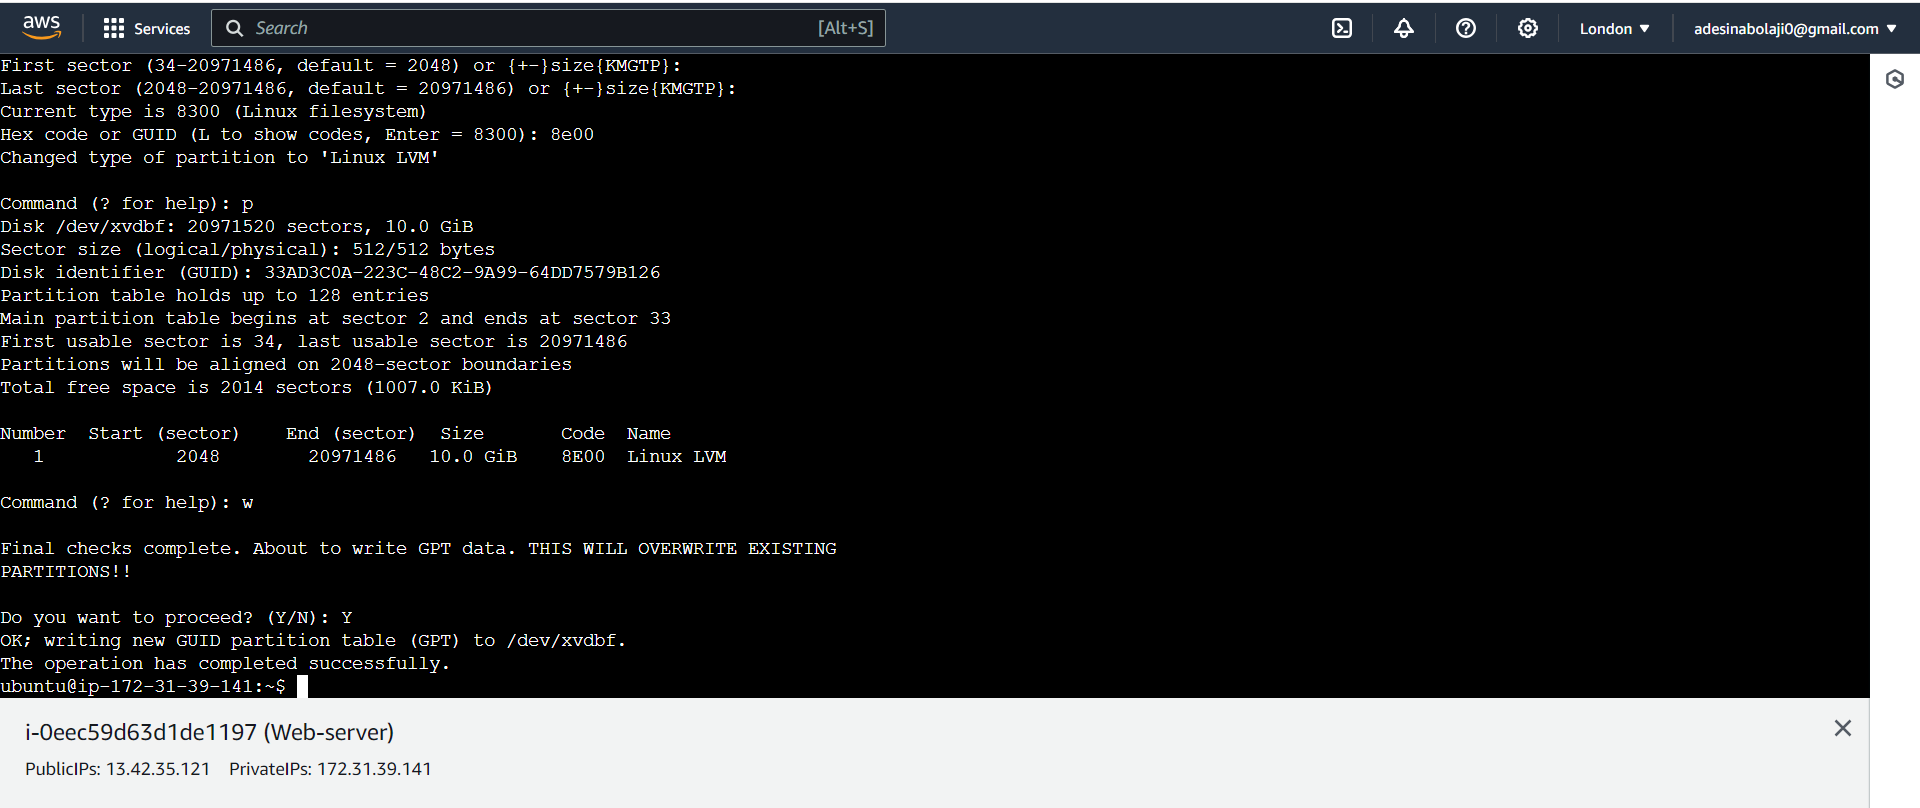 aws Services Search [Alt+S] London ▼ adesinabolaji0@gmail.com ▼
First sector (34-20971486, default = 2048) or {+-}size{KMGTP}:
Last sector (2048-20971486, default = 20971486) or {+-}size{KMGTP}:
Current type is 8300 (Linux filesystem)
Hex code or GUID (L to show codes, Enter = 8300): 8e00
Changed type of partition to 'Linux LVM'
Command (? for help): p
Disk /dev/xvdbf: 20971520 sectors, 10.0 GiB
Sector size (logical/physical): 512/512 bytes
Disk identifier (GUID): 33AD3C0A-223C-48C2-9A99-64DD7579B126
Partition table holds up to 128 entries
Main partition table begins at sector 2 and ends at sector 33
First usable sector is 34, last usable sector is 20971486
Partitions will be aligned on 2048-sector boundaries
Total free space is 2014 sectors (1007.0 KiB)
Number  Start (sector)    End (sector)  Size       Code  Name
   1            2048        20971486   10.0 GiB    8E00  Linux LVM
Command (? for help): w
Final checks complete. About to write GPT data. THIS WILL OVERWRITE EXISTING
PARTITIONS!!
Do you want to proceed? (Y/N): Y
OK; writing new GUID partition table (GPT) to /dev/xvdbf.
The operation has completed successfully.
ubuntu@ip-172-31-39-141:~$
i-0eec59d63d1de1197 (Web-server)
PublicIPs: 13.42.35.121 PrivateIPs: 172.31.39.141